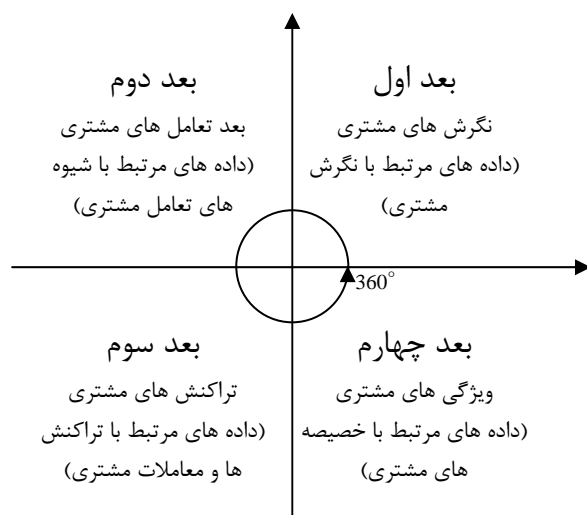 بعد اول
نگرش های مشتری
(داده های مرتبط با نگرش
مشتری)
بعد دوم
بعد تعامل های مشتری
(داده های مرتبط با شیوه
های تعامل مشتری)
360°
بعد سوم
تراکنش های مشتری
(داده های مرتبط با تراکنش
ها و معاملات مشتری)
بعد چهارم
ویژگی های مشتری
(داده های مرتبط با خصیصه
های مشتری)